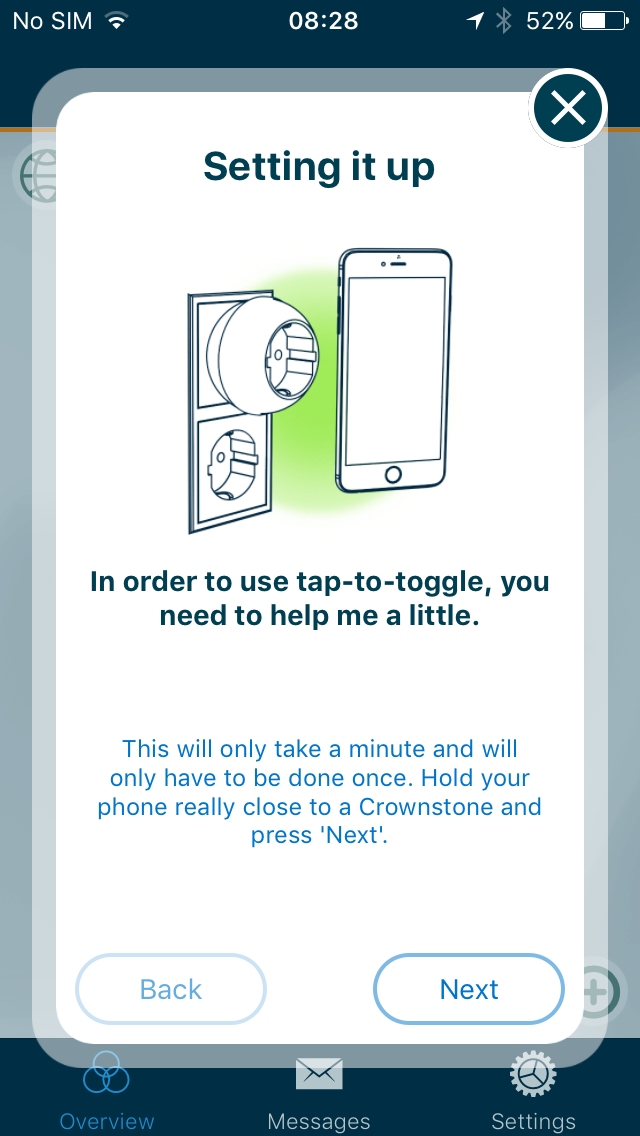 No SIM 08:28 52%
Setting it up
In order to use tap-to-toggle, you
need to help me a little.
This will only take a minute and will
only have to be done once. Hold your
phone really close to a Crownstone and
press 'Next'.
Back Next
Overview Messages Settings